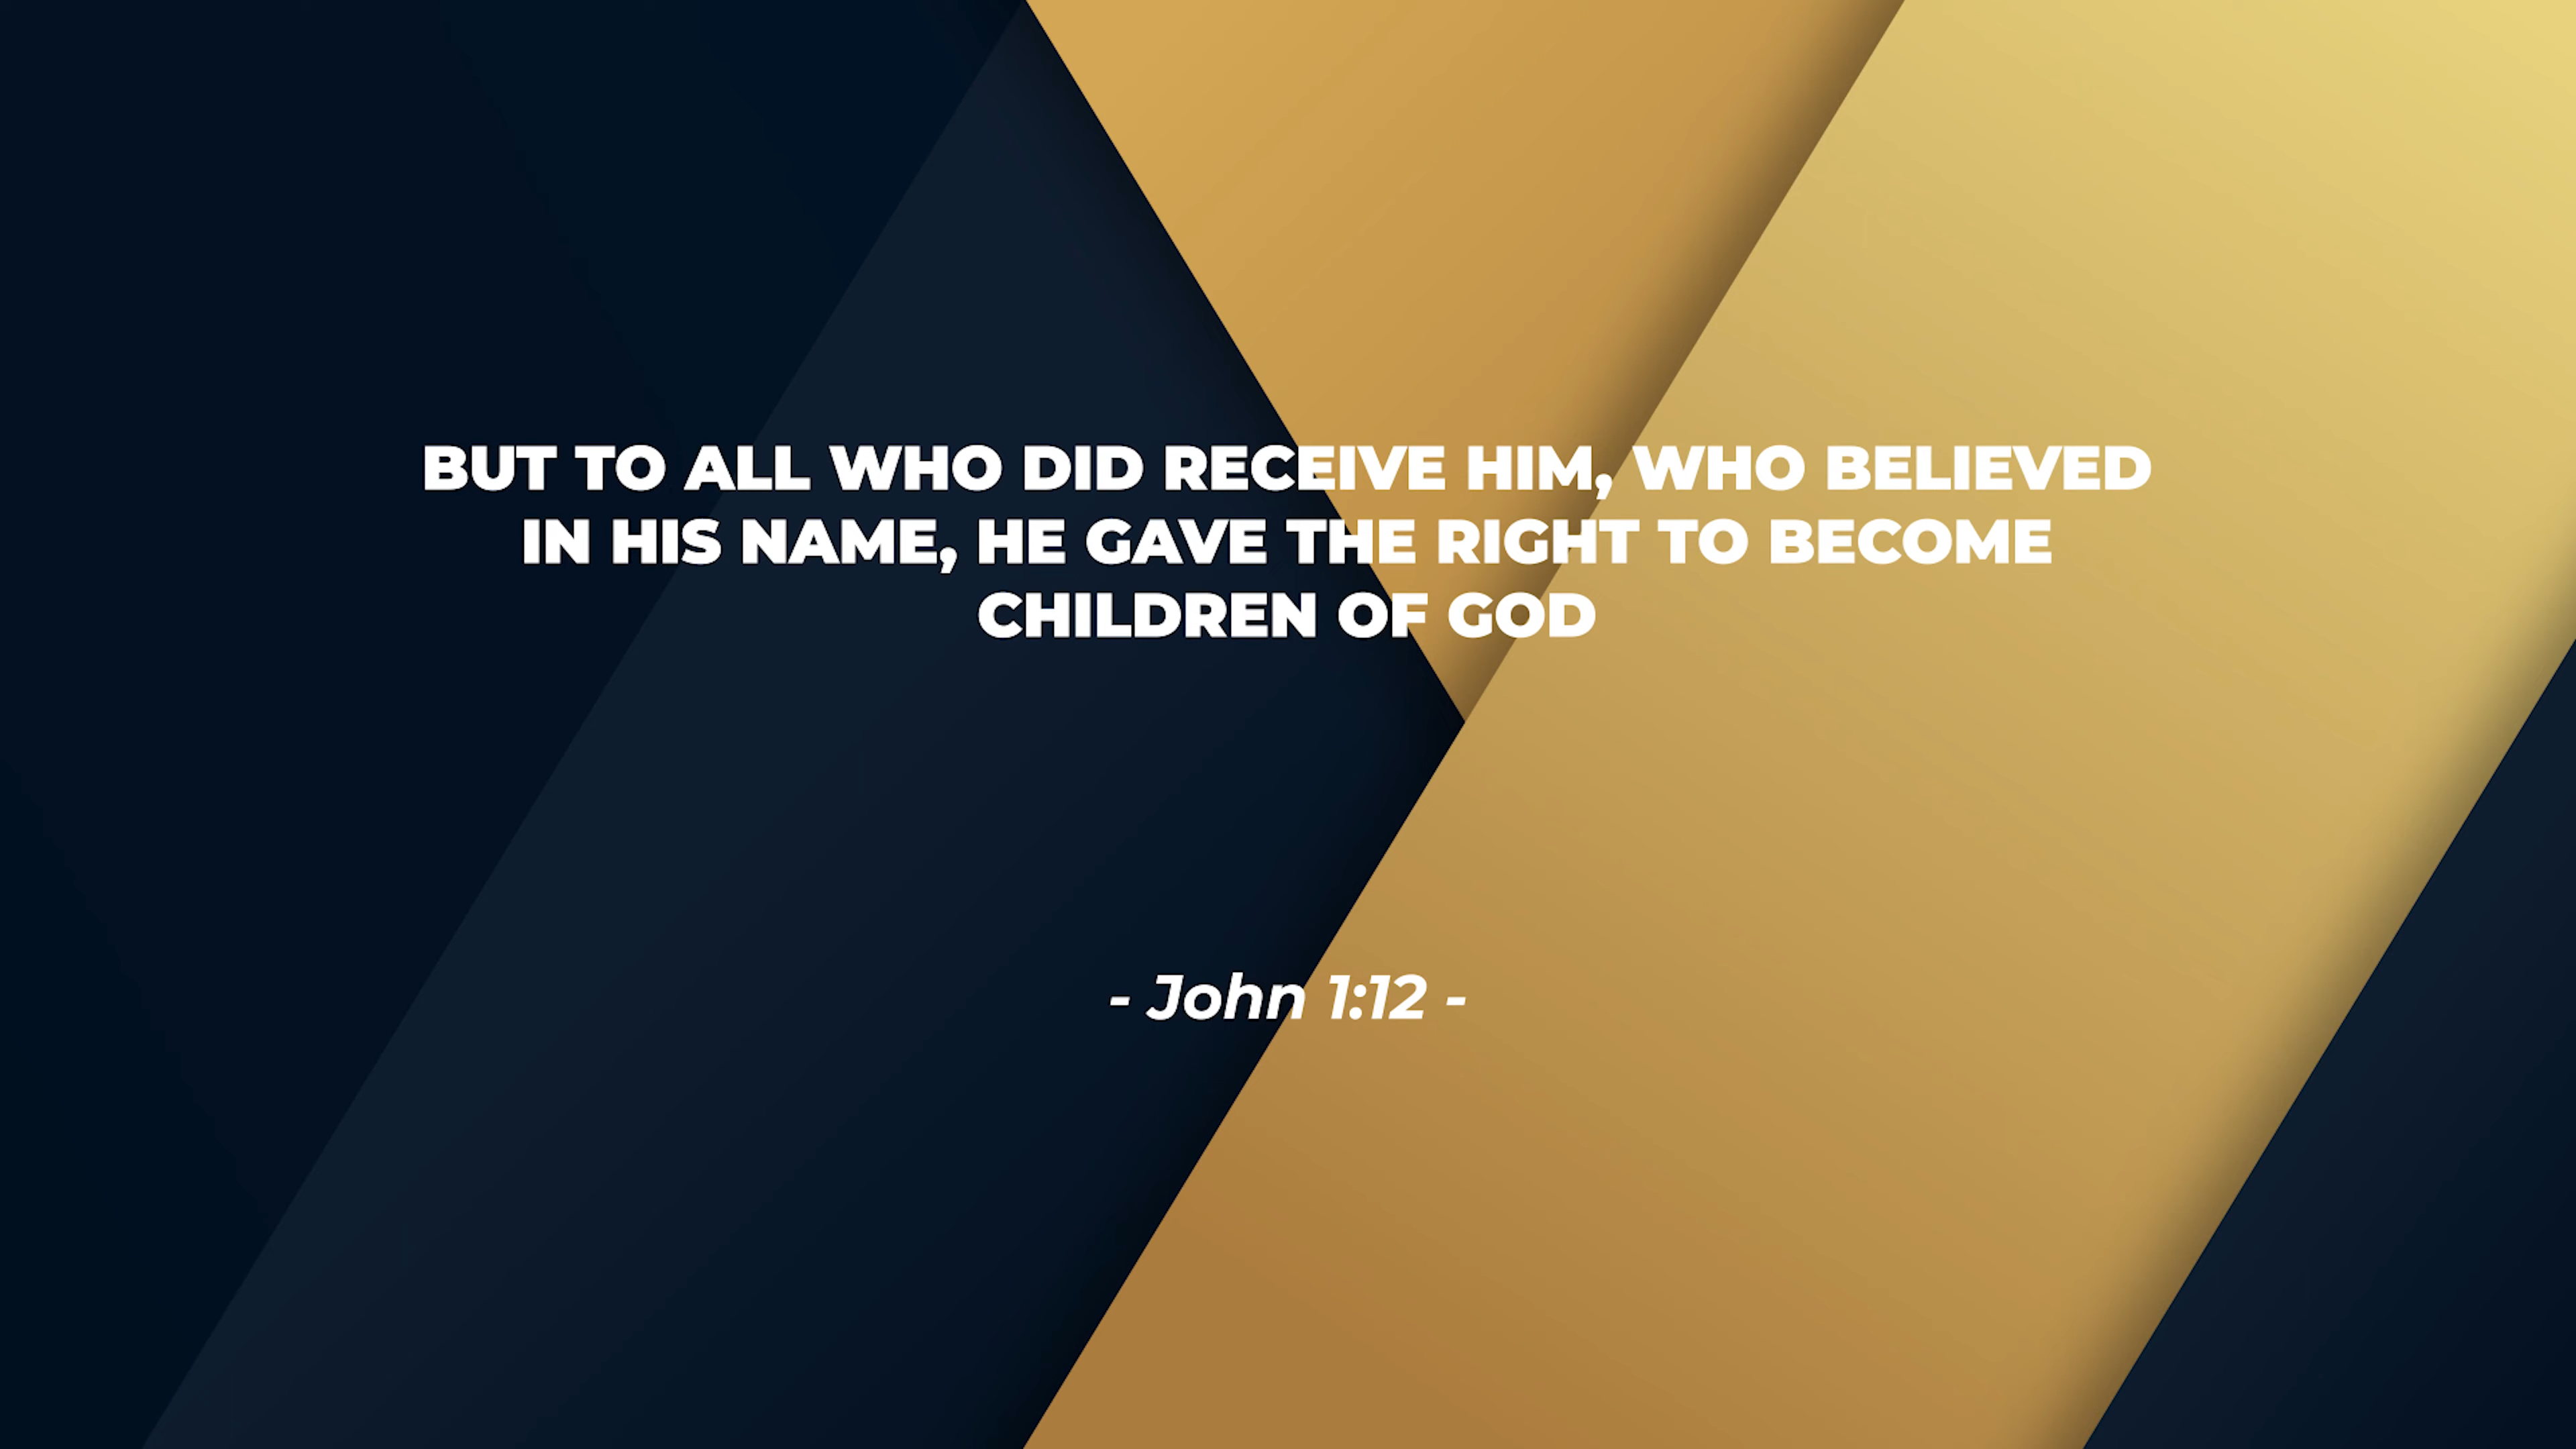 BUT TO ALL WHO DID RECEIVE HIM, WHO BELIEVED
IN HIS NAME, HE GAVE THE RIGHT TO BECOME
CHILDREN OF GOD
- John 1:12 -